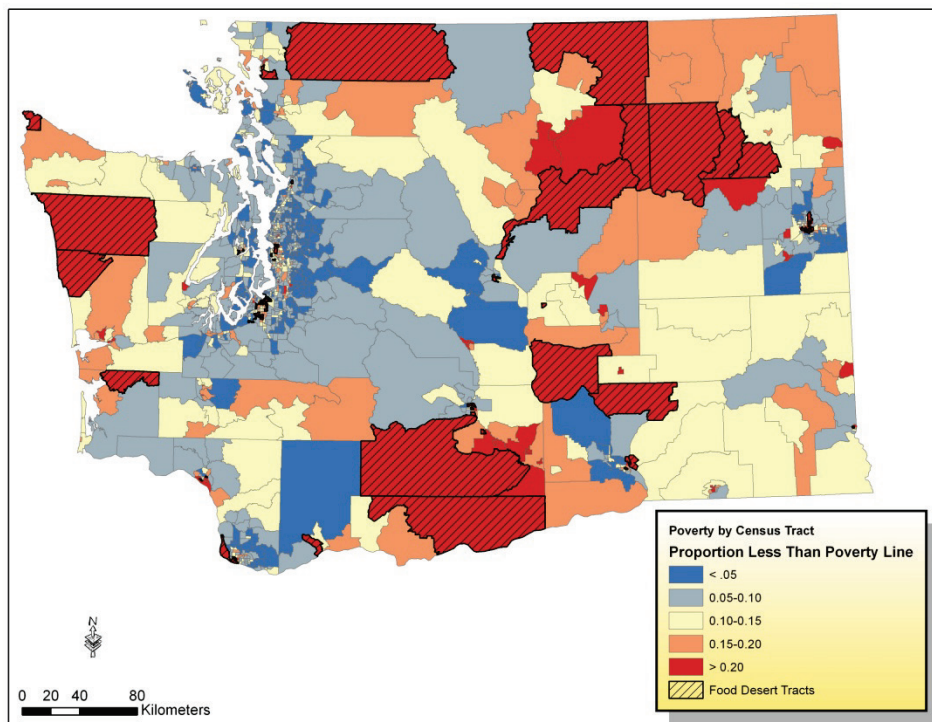 Poverty by Census Tract
Proportion Less Than Poverty Line
< .05
0.05-0.10
0.10-0.15
0.15-0.20
> 0.20
Food Desert Tracts
N
0 20 40 80
Kilometers